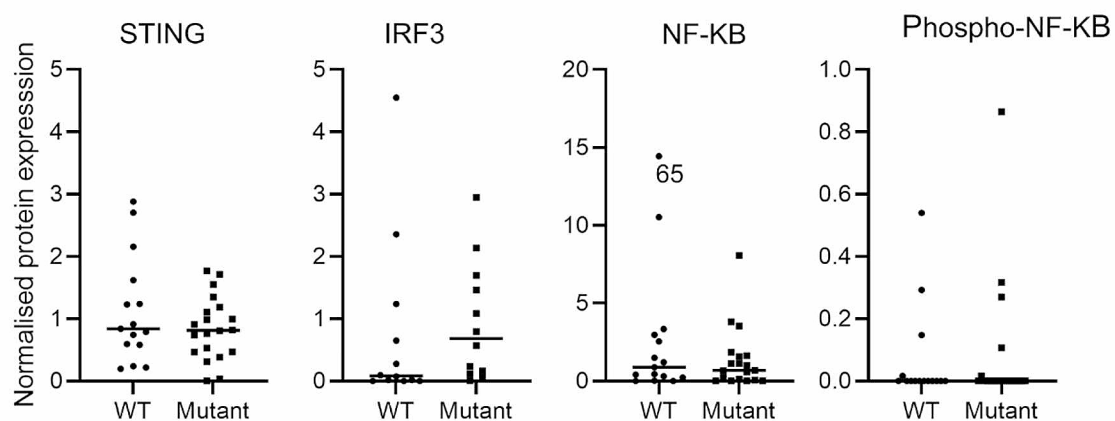 STING
IRF3
NF-KB
Phospho-NF-KB
Normalised protein expresssion
5
4
3
2
1
0
WT Mutant
5
4
3
2
1
0
WT Mutant
20
15
10
5
0
65
WT Mutant
1.0
0.8
0.6
0.4
0.2
0.0
WT Mutant